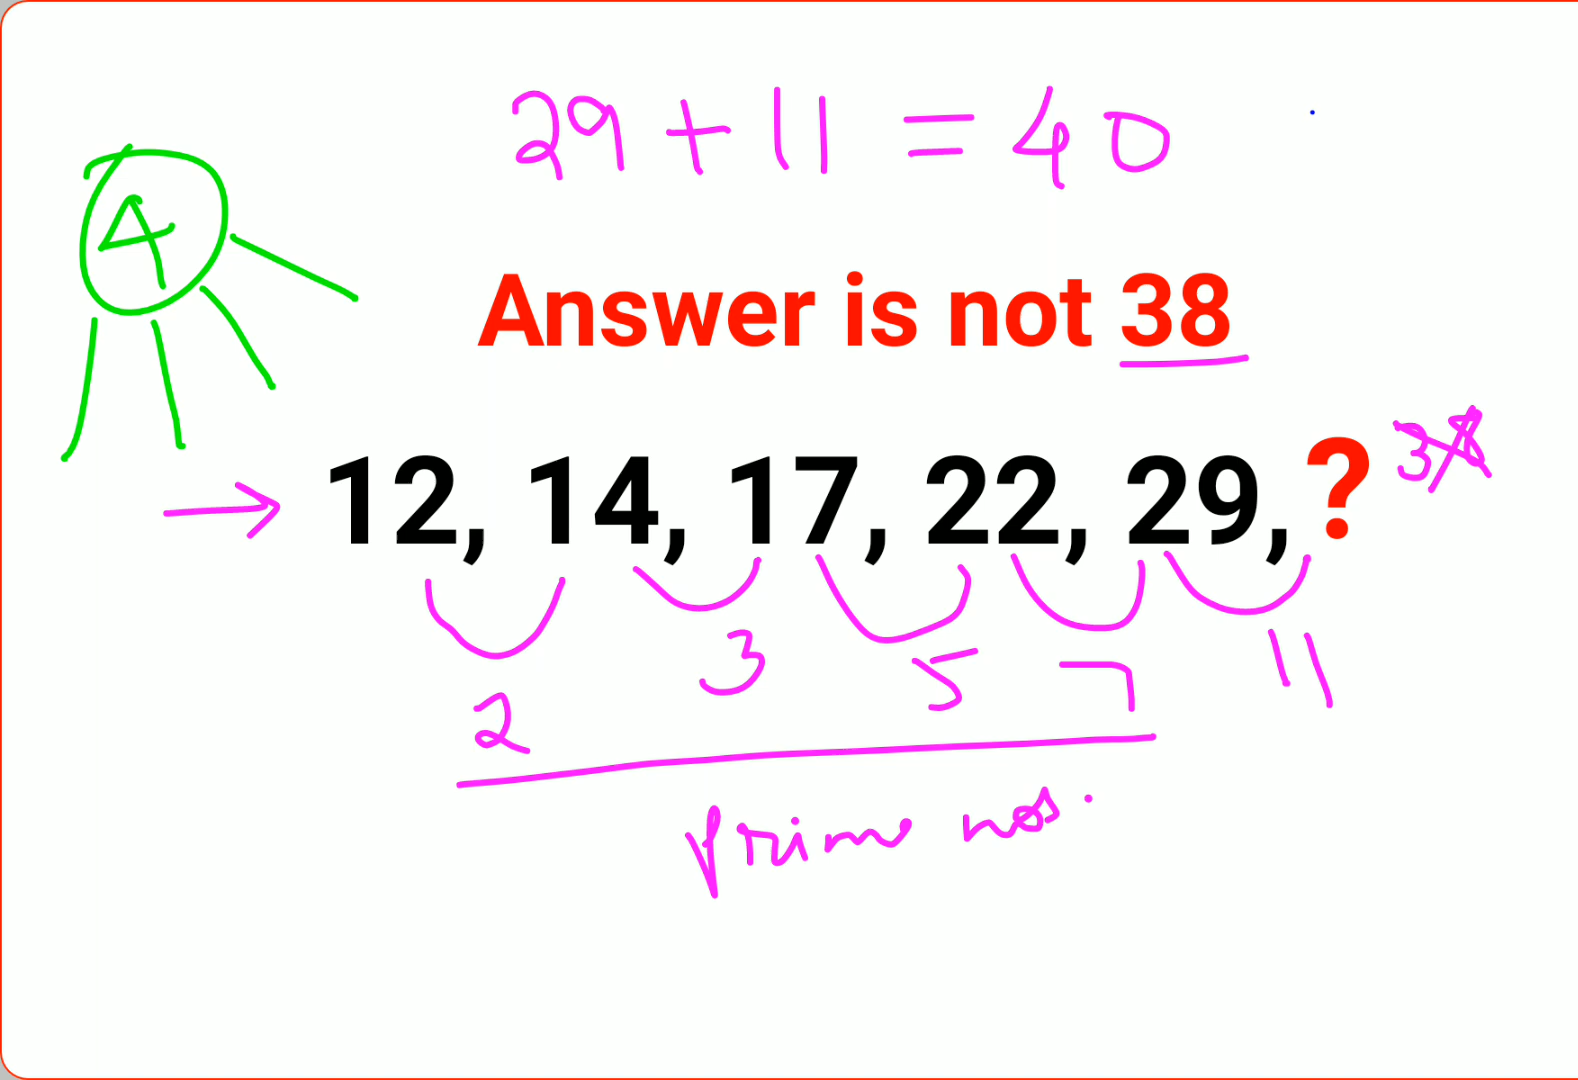 29 + 11 = 40
4
Answer is not 38
12, 14, 17, 22, 29, ? 38
2 3 5 7 11
prime nos.